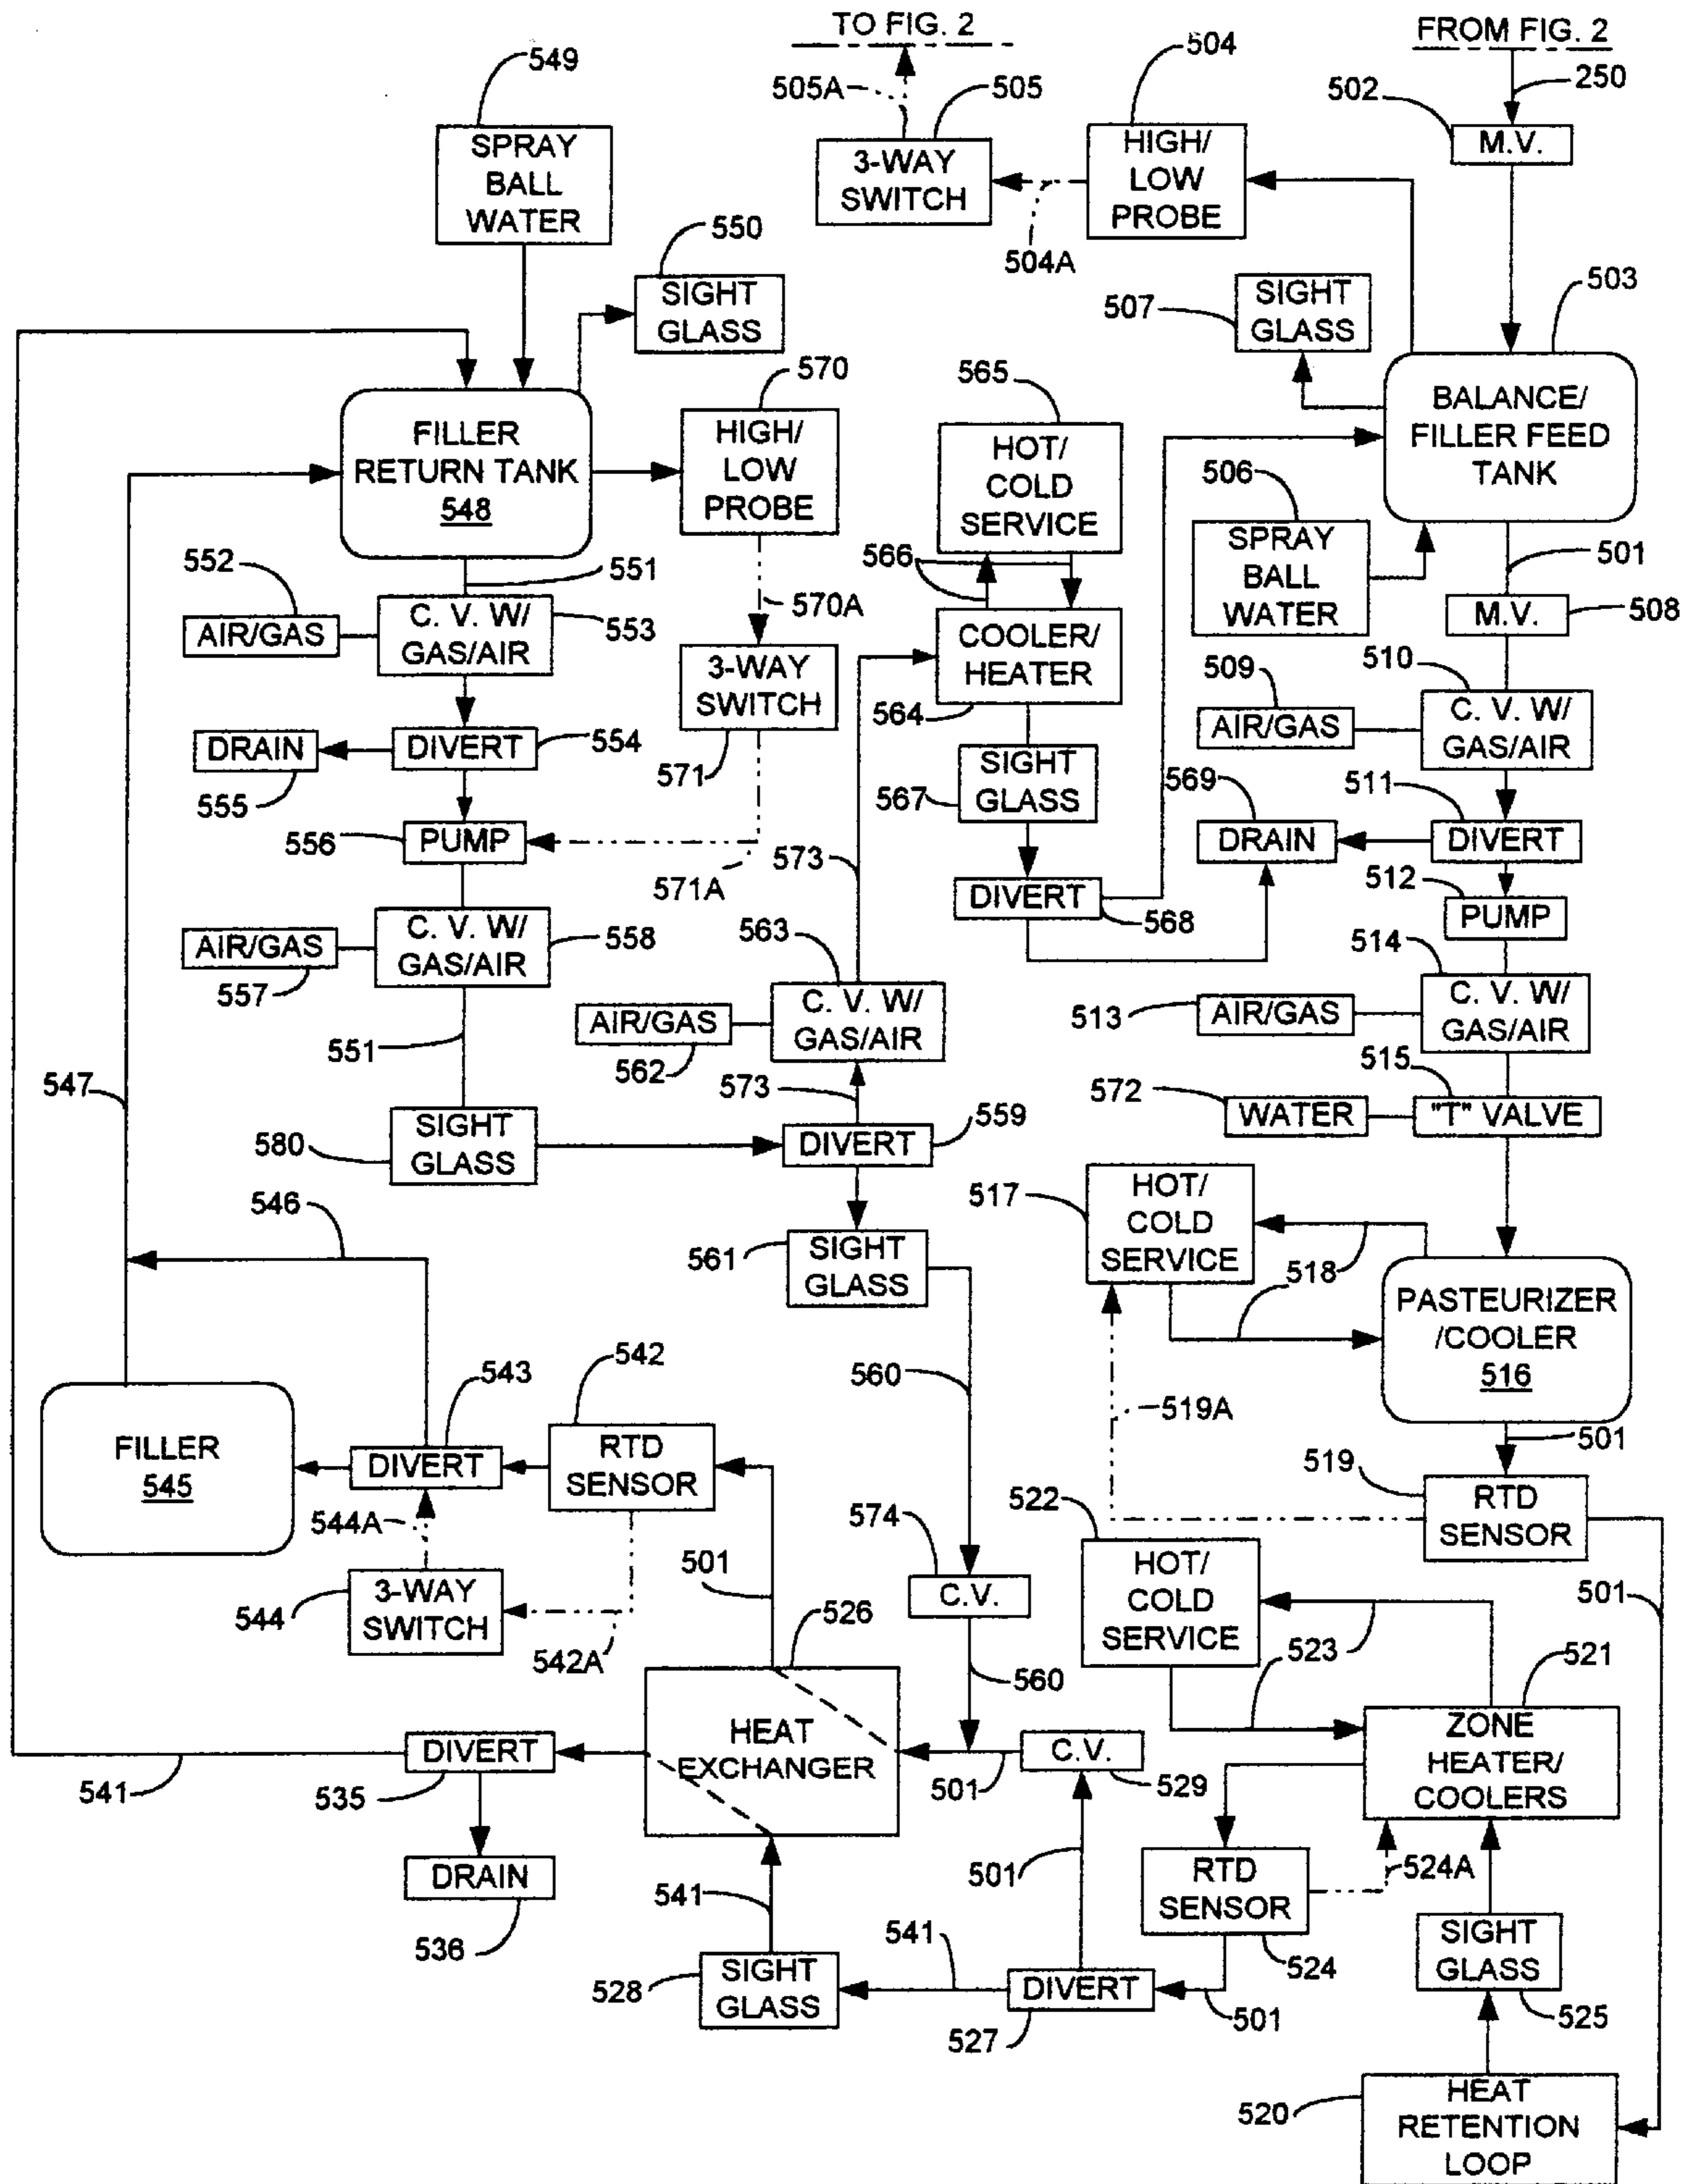 TO FIG. 2
FROM FIG. 2
504
549
505A
505
502
250
M.V.
SPRAY
BALL
WATER
3-WAY
SWITCH
HIGH/
LOW
PROBE
550
504A
SIGHT
GLASS
507
SIGHT
GLASS
503
570
565
FILLER
RETURN TANK
548
HIGH/
LOW
PROBE
HOT/
COLD
SERVICE
BALANCE/
FILLER FEED
TANK
506
SPRAY
BALL
WATER
501
552
551
566
570A
M.V.
508
AIR/GAS
C. V. W/
GAS/AIR
553
COOLER/
HEATER
564
3-WAY
SWITCH
571
509
510
AIR/GAS
C. V. W/
GAS/AIR
DRAIN
DIVERT
554
555
SIGHT
GLASS
567
569
511
556
PUMP
571A
573
DRAIN
DIVERT
512
DIVERT
568
PUMP
AIR/GAS
557
C. V. W/
GAS/AIR
558
563
514
551
AIR/GAS
562
C. V. W/
GAS/AIR
513
AIR/GAS
C. V. W/
GAS/AIR
515
547
573
572
WATER
"T" VALVE
580
SIGHT
GLASS
DIVERT
559
517
HOT/
COLD
SERVICE
546
561
SIGHT
GLASS
518
PASTEURIZER
/COOLER
516
542
543
560
519A
501
FILLER
545
DIVERT
RTD
SENSOR
519
RTD
SENSOR
544A
522
574
HOT/
COLD
SERVICE
544
3-WAY
SWITCH
542A
501
526
C.V.
501
560
523
521
HEAT
EXCHANGER
ZONE
HEATER/
COOLERS
541
DIVERT
535
501
C.V.
529
DRAIN
536
541
501
RTD
SENSOR
524
524A
541
528
SIGHT
GLASS
DIVERT
527
501
SIGHT
GLASS
525
520
HEAT
RETENTION
LOOP